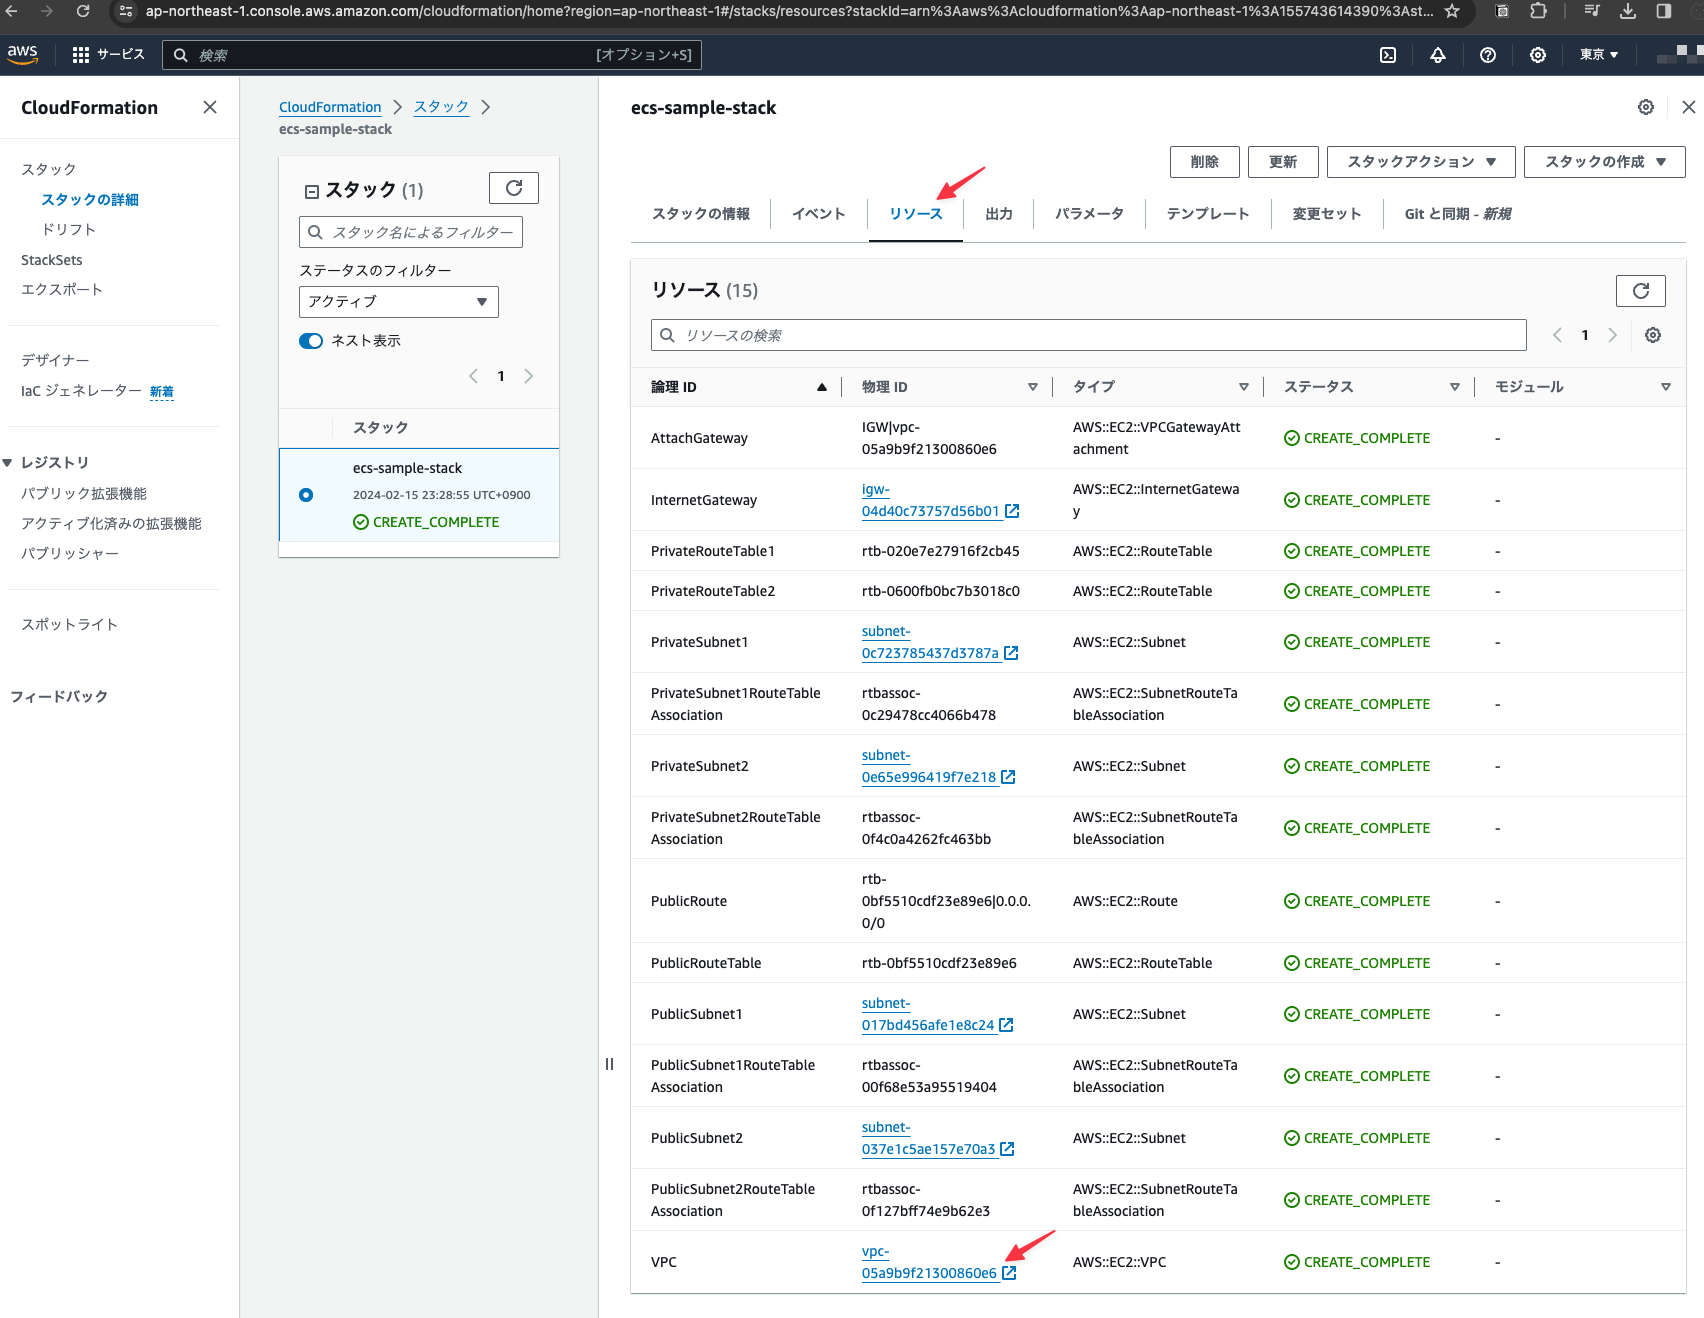 ap-northeast-1.console.aws.amazon.com/cloudformation/home?region=ap-northeast-1#/stacks/resources?stackId=arn%3Aaws%3Acloudformation%3Aap-northeast-1%3A155743614390%3Ast...
aws
サービス
検索
[オプション+S]
東京
CloudFormation
スタック
スタックの詳細
ドリフト
StackSets
エクスポート
デザイナー
IaC ジェネレーター 新着
レジストリ
パブリック拡張機能
アクティブ化済みの拡張機能
パブリッシャー
スポットライト
フィードバック
CloudFormation
スタック
ecs-sample-stack
スタック (1)
スタック名によるフィルター
ステータスのフィルター
アクティブ
ネスト表示
1
スタック
ecs-sample-stack
2024-02-15 23:28:55 UTC+0900
CREATE_COMPLETE
ecs-sample-stack
削除
更新
スタックアクション
スタックの作成
スタックの情報
イベント
リソース
出力
パラメータ
テンプレート
変更セット
Git と同期 - 新規
リソース (15)
リソースの検索
1
論理 ID
物理 ID
タイプ
ステータス
モジュール
AttachGateway
IGW|vpc-
05a9b9f21300860e6
AWS::EC2::VPCGatewayAtt
achment
CREATE_COMPLETE
-
InternetGateway
igw-
04d40c73757d56b01
AWS::EC2::InternetGatewa
y
CREATE_COMPLETE
-
PrivateRouteTable1
rtb-020e7e27916f2cb45
AWS::EC2::RouteTable
CREATE_COMPLETE
-
PrivateRouteTable2
rtb-0600fb0bc7b3018c0
AWS::EC2::RouteTable
CREATE_COMPLETE
-
PrivateSubnet1
subnet-
0c723785437d3787a
AWS::EC2::Subnet
CREATE_COMPLETE
-
PrivateSubnet1RouteTable
Association
rtbassoc-
0c29478cc4066b478
AWS::EC2::SubnetRouteTa
bleAssociation
CREATE_COMPLETE
-
PrivateSubnet2
subnet-
0e65e996419f7e218
AWS::EC2::Subnet
CREATE_COMPLETE
-
PrivateSubnet2RouteTable
Association
rtbassoc-
0f4c0a4262fc463bb
AWS::EC2::SubnetRouteTa
bleAssociation
CREATE_COMPLETE
-
PublicRoute
rtb-
0bf5510cdf23e89e6|0.0.0.
0/0
AWS::EC2::Route
CREATE_COMPLETE
-
PublicRouteTable
rtb-0bf5510cdf23e89e6
AWS::EC2::RouteTable
CREATE_COMPLETE
-
PublicSubnet1
subnet-
017bd456afe1e8c24
AWS::EC2::Subnet
CREATE_COMPLETE
-
PublicSubnet1RouteTable
Association
rtbassoc-
00f68e53a95519404
AWS::EC2::SubnetRouteTa
bleAssociation
CREATE_COMPLETE
-
PublicSubnet2
subnet-
037e1c5ae157e70a3
AWS::EC2::Subnet
CREATE_COMPLETE
-
PublicSubnet2RouteTable
Association
rtbassoc-
0f127bff74e9b62e3
AWS::EC2::SubnetRouteTa
bleAssociation
CREATE_COMPLETE
-
VPC
vpc-
05a9b9f21300860e6
AWS::EC2::VPC
CREATE_COMPLETE
-